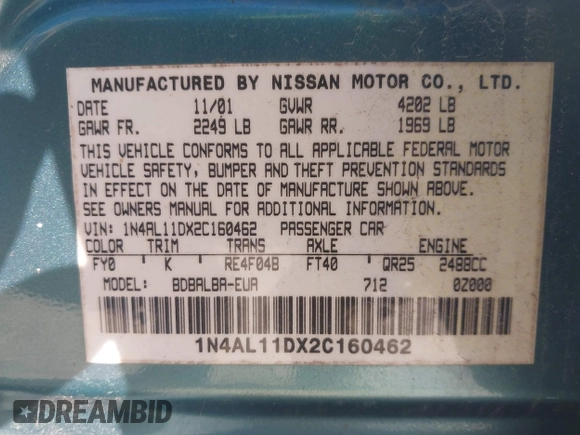 MANUFACTURED BY NISSAN MOTOR CO., LTD.
DATE 11/01 GVWR 4202 LB
GAWR FR. 2249 LB GAWR RR. 1969 LB
THIS VEHICLE CONFORMS TO ALL APPLICABLE FEDERAL MOTOR
VEHICLE SAFETY, BUMPER AND THEFT PREVENTION STANDARDS
IN EFFECT ON THE DATE OF MANUFACTURE SHOWN ABOVE.
SEE OWNERS MANUAL FOR ADDITIONAL INFORMATION.
VIN: 1N4AL11DX2C160462 PASSENGER CAR
COLOR TRIM TRANS AXLE ENGINE
FY0 K RE4F04B FT40 QR25 2488CC
MODEL: BDBALBA-EUA 712 0Z000
1N4AL11DX2C160462
DREAMBID